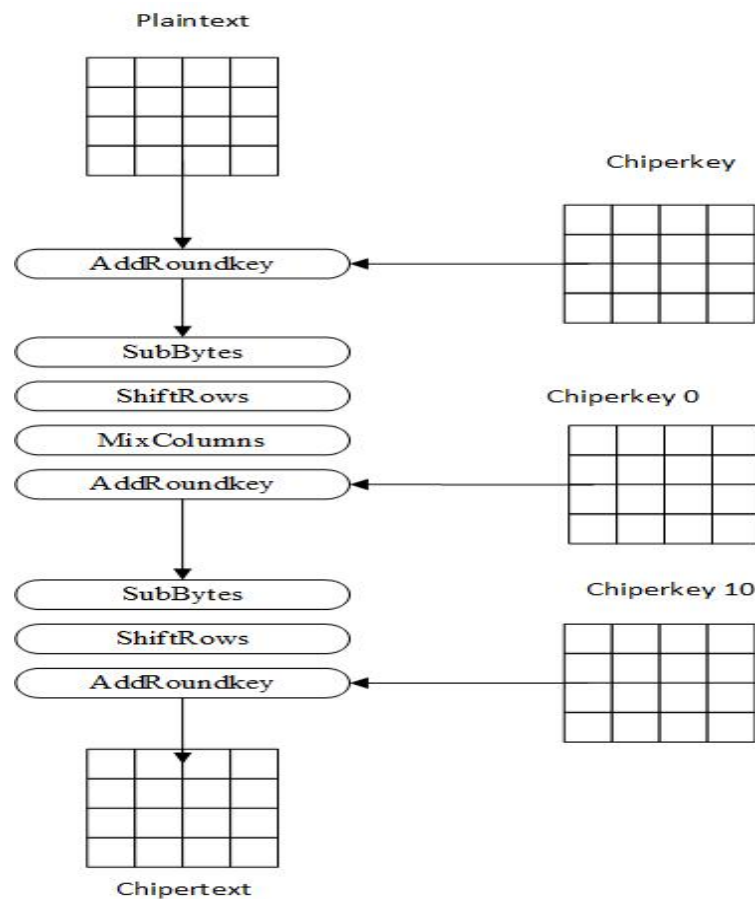 Plaintext
Chiperkey
AddRoundkey
SubBytes
ShiftRows
Chiperkey 0
MixColumns
AddRoundkey
SubBytes
Chiperkey 10
ShiftRows
AddRoundkey
Chipertext